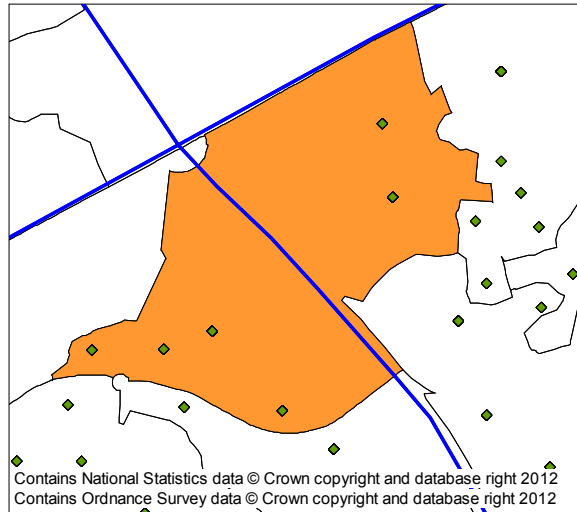 Contains National Statistics data © Crown copyright and database right 2012
Contains Ordnance Survey data © Crown copyright and database right 2012